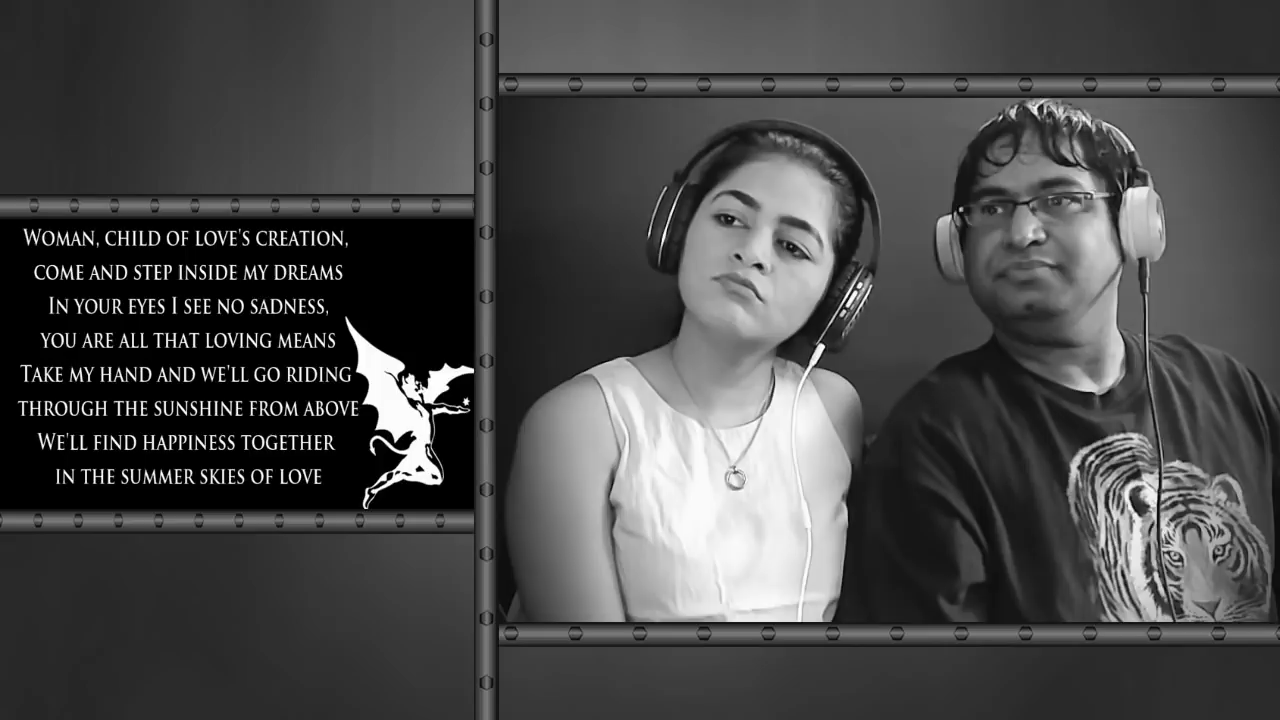 Woman, child of love's creation,
come and step inside my dreams
In your eyes I see no sadness,
you are all that loving means
Take my hand and we'll go riding
through the sunshine from above
We'll find happiness together
in the summer skies of love